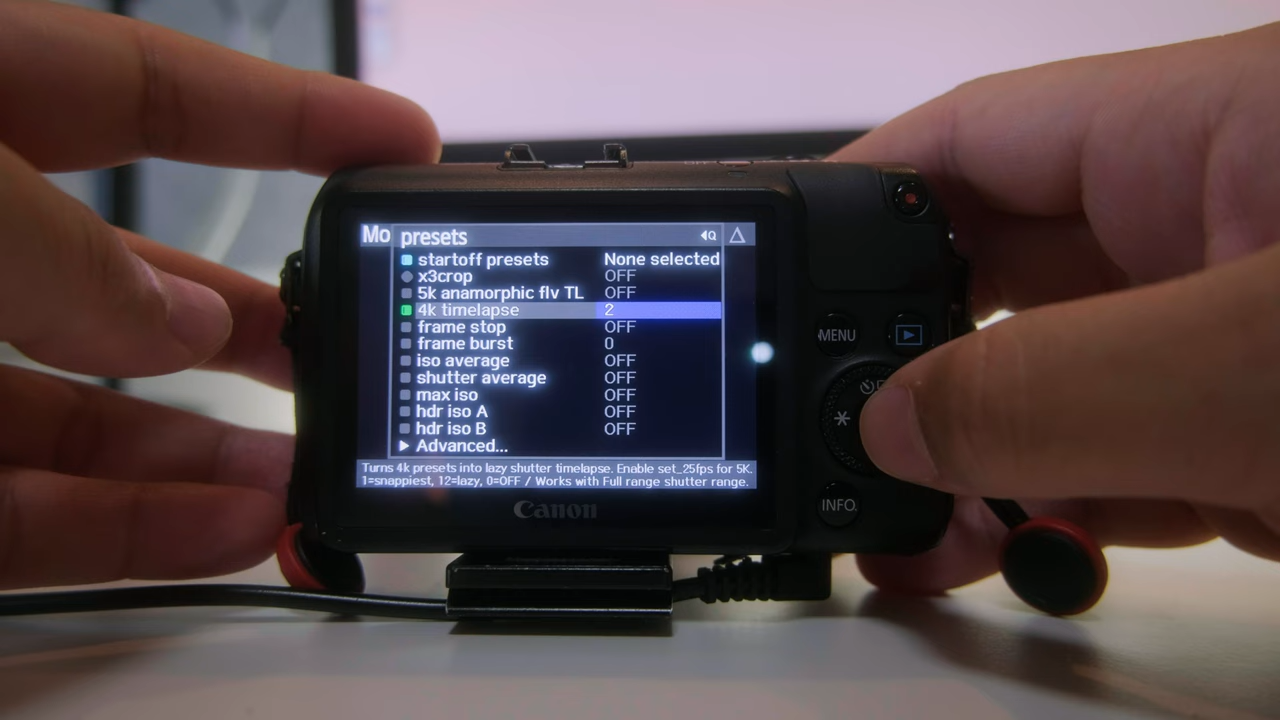 Mo presets
startoff presets None selected
x3crop OFF
5k anamorphic flv TL OFF
4k timelapse 2
frame stop OFF
frame burst 0
iso average OFF
shutter average OFF
max iso OFF
hdr iso A OFF
hdr iso B OFF
Advanced...
Turns 4k presets into lazy shutter timelapse. Enable set_25fps for 5K.
1=snappiest, 12=lazy, 0=OFF / Works with Full range shutter range.
MENU
INFO.
Canon